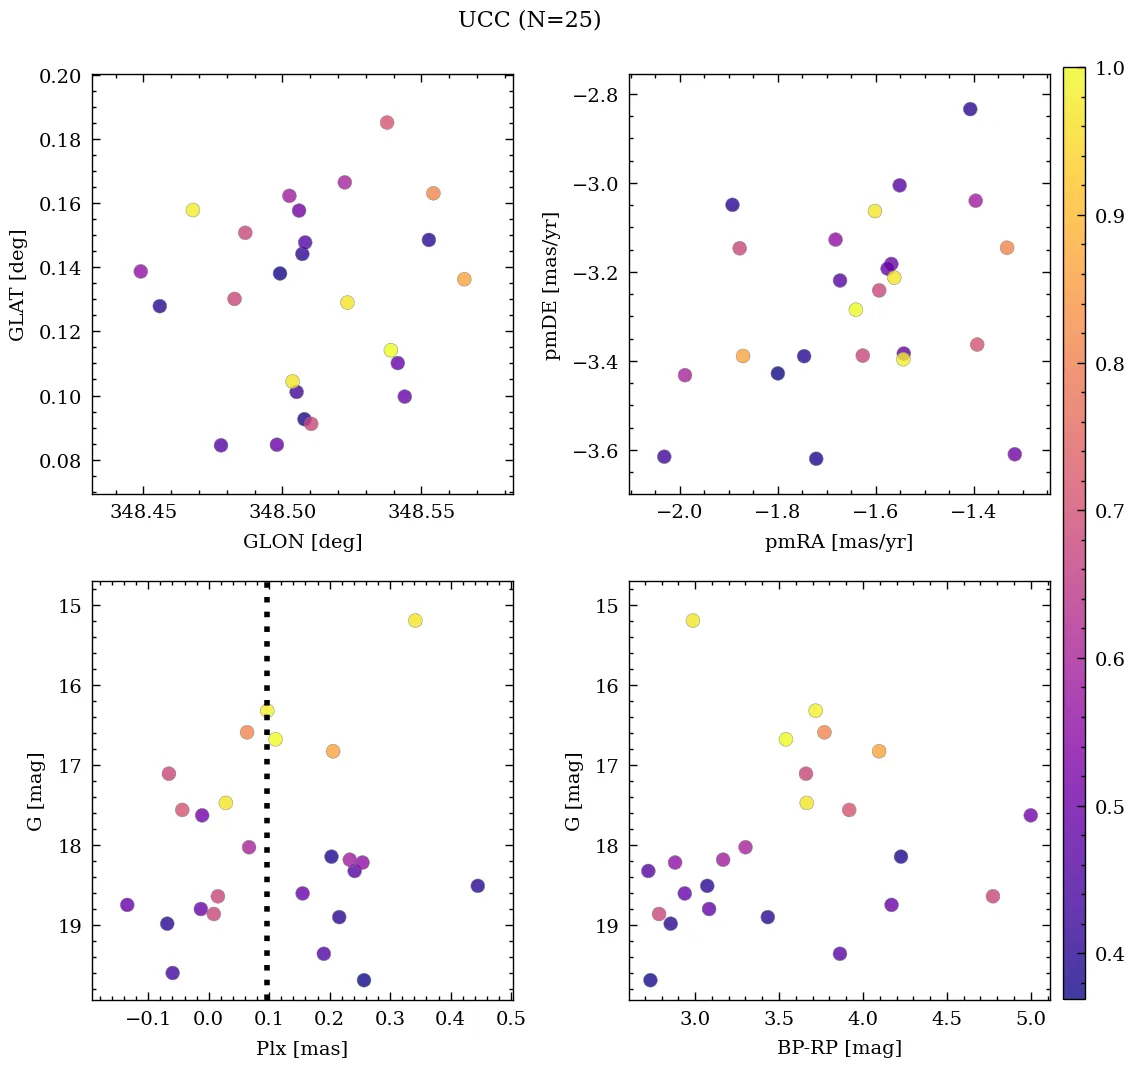 UCC (N=25)
0.20
0.18
0.16
0.14
0.12
0.10
0.08
GLAT [deg]
348.45 348.50 348.55
GLON [deg]
−2.8
−3.0
−3.2
−3.4
−3.6
pmDE [mas/yr]
−2.0 −1.8 −1.6 −1.4
pmRA [mas/yr]
15
16
17
18
19
G [mag]
−0.1 0.0 0.1 0.2 0.3 0.4 0.5
Plx [mas]
15
16
17
18
19
G [mag]
3.0 3.5 4.0 4.5 5.0
BP-RP [mag]
1.0
0.9
0.8
0.7
0.6
0.5
0.4